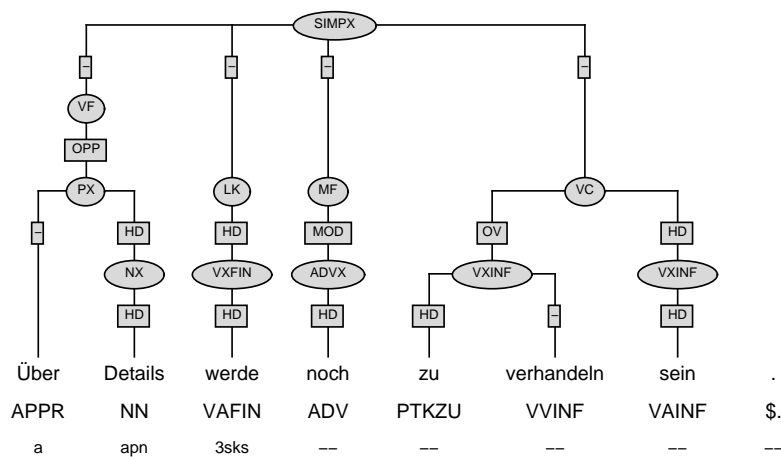 SIMPX
– – – –
VF
OPP
PX LK MF VC
– HD HD MOD OV HD
NX VXFIN ADVX VXINF VXINF
HD HD HD HD – HD
Über Details werde noch zu verhandeln sein .
APPR NN VAFIN ADV PTKZU VVINF VAINF $.
a apn 3sks –– –– –– –– ––